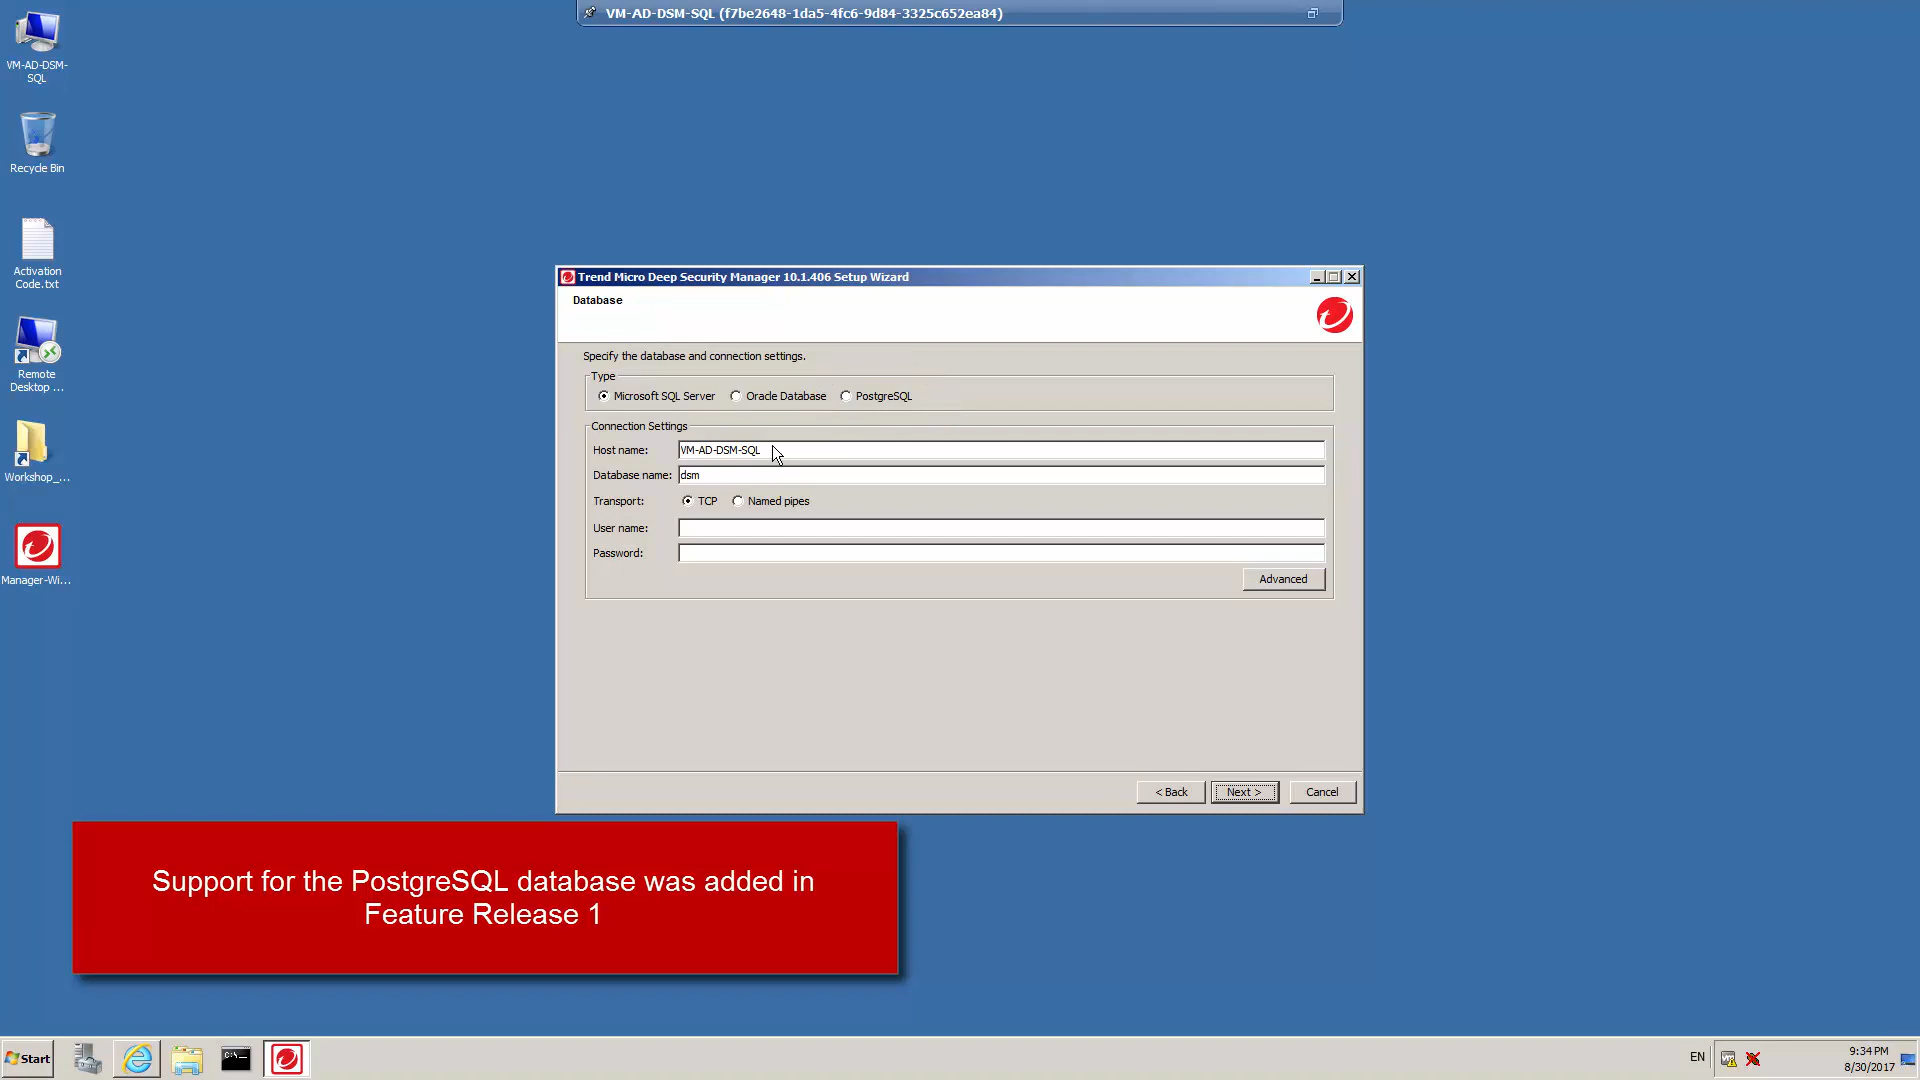 VM-AD-DSM-SQL (f7be2648-1da5-4fc6-9d84-3325c652ea84)
VM-AD-DSM-
SQL
Recycle Bin
Activation
Code.txt
Remote
Desktop ...
Workshop_...
Manager-Wi...
Trend Micro Deep Security Manager 10.1.406 Setup Wizard
Database
Specify the database and connection settings.
Type
Microsoft SQL Server Oracle Database PostgreSQL
Connection Settings
Host name: VM-AD-DSM-SQL
Database name: dsm
Transport: TCP Named pipes
User name:
Password:
Advanced
< Back Next > Cancel
Support for the PostgreSQL database was added in
Feature Release 1
Start
EN
9:34 PM
8/30/2017